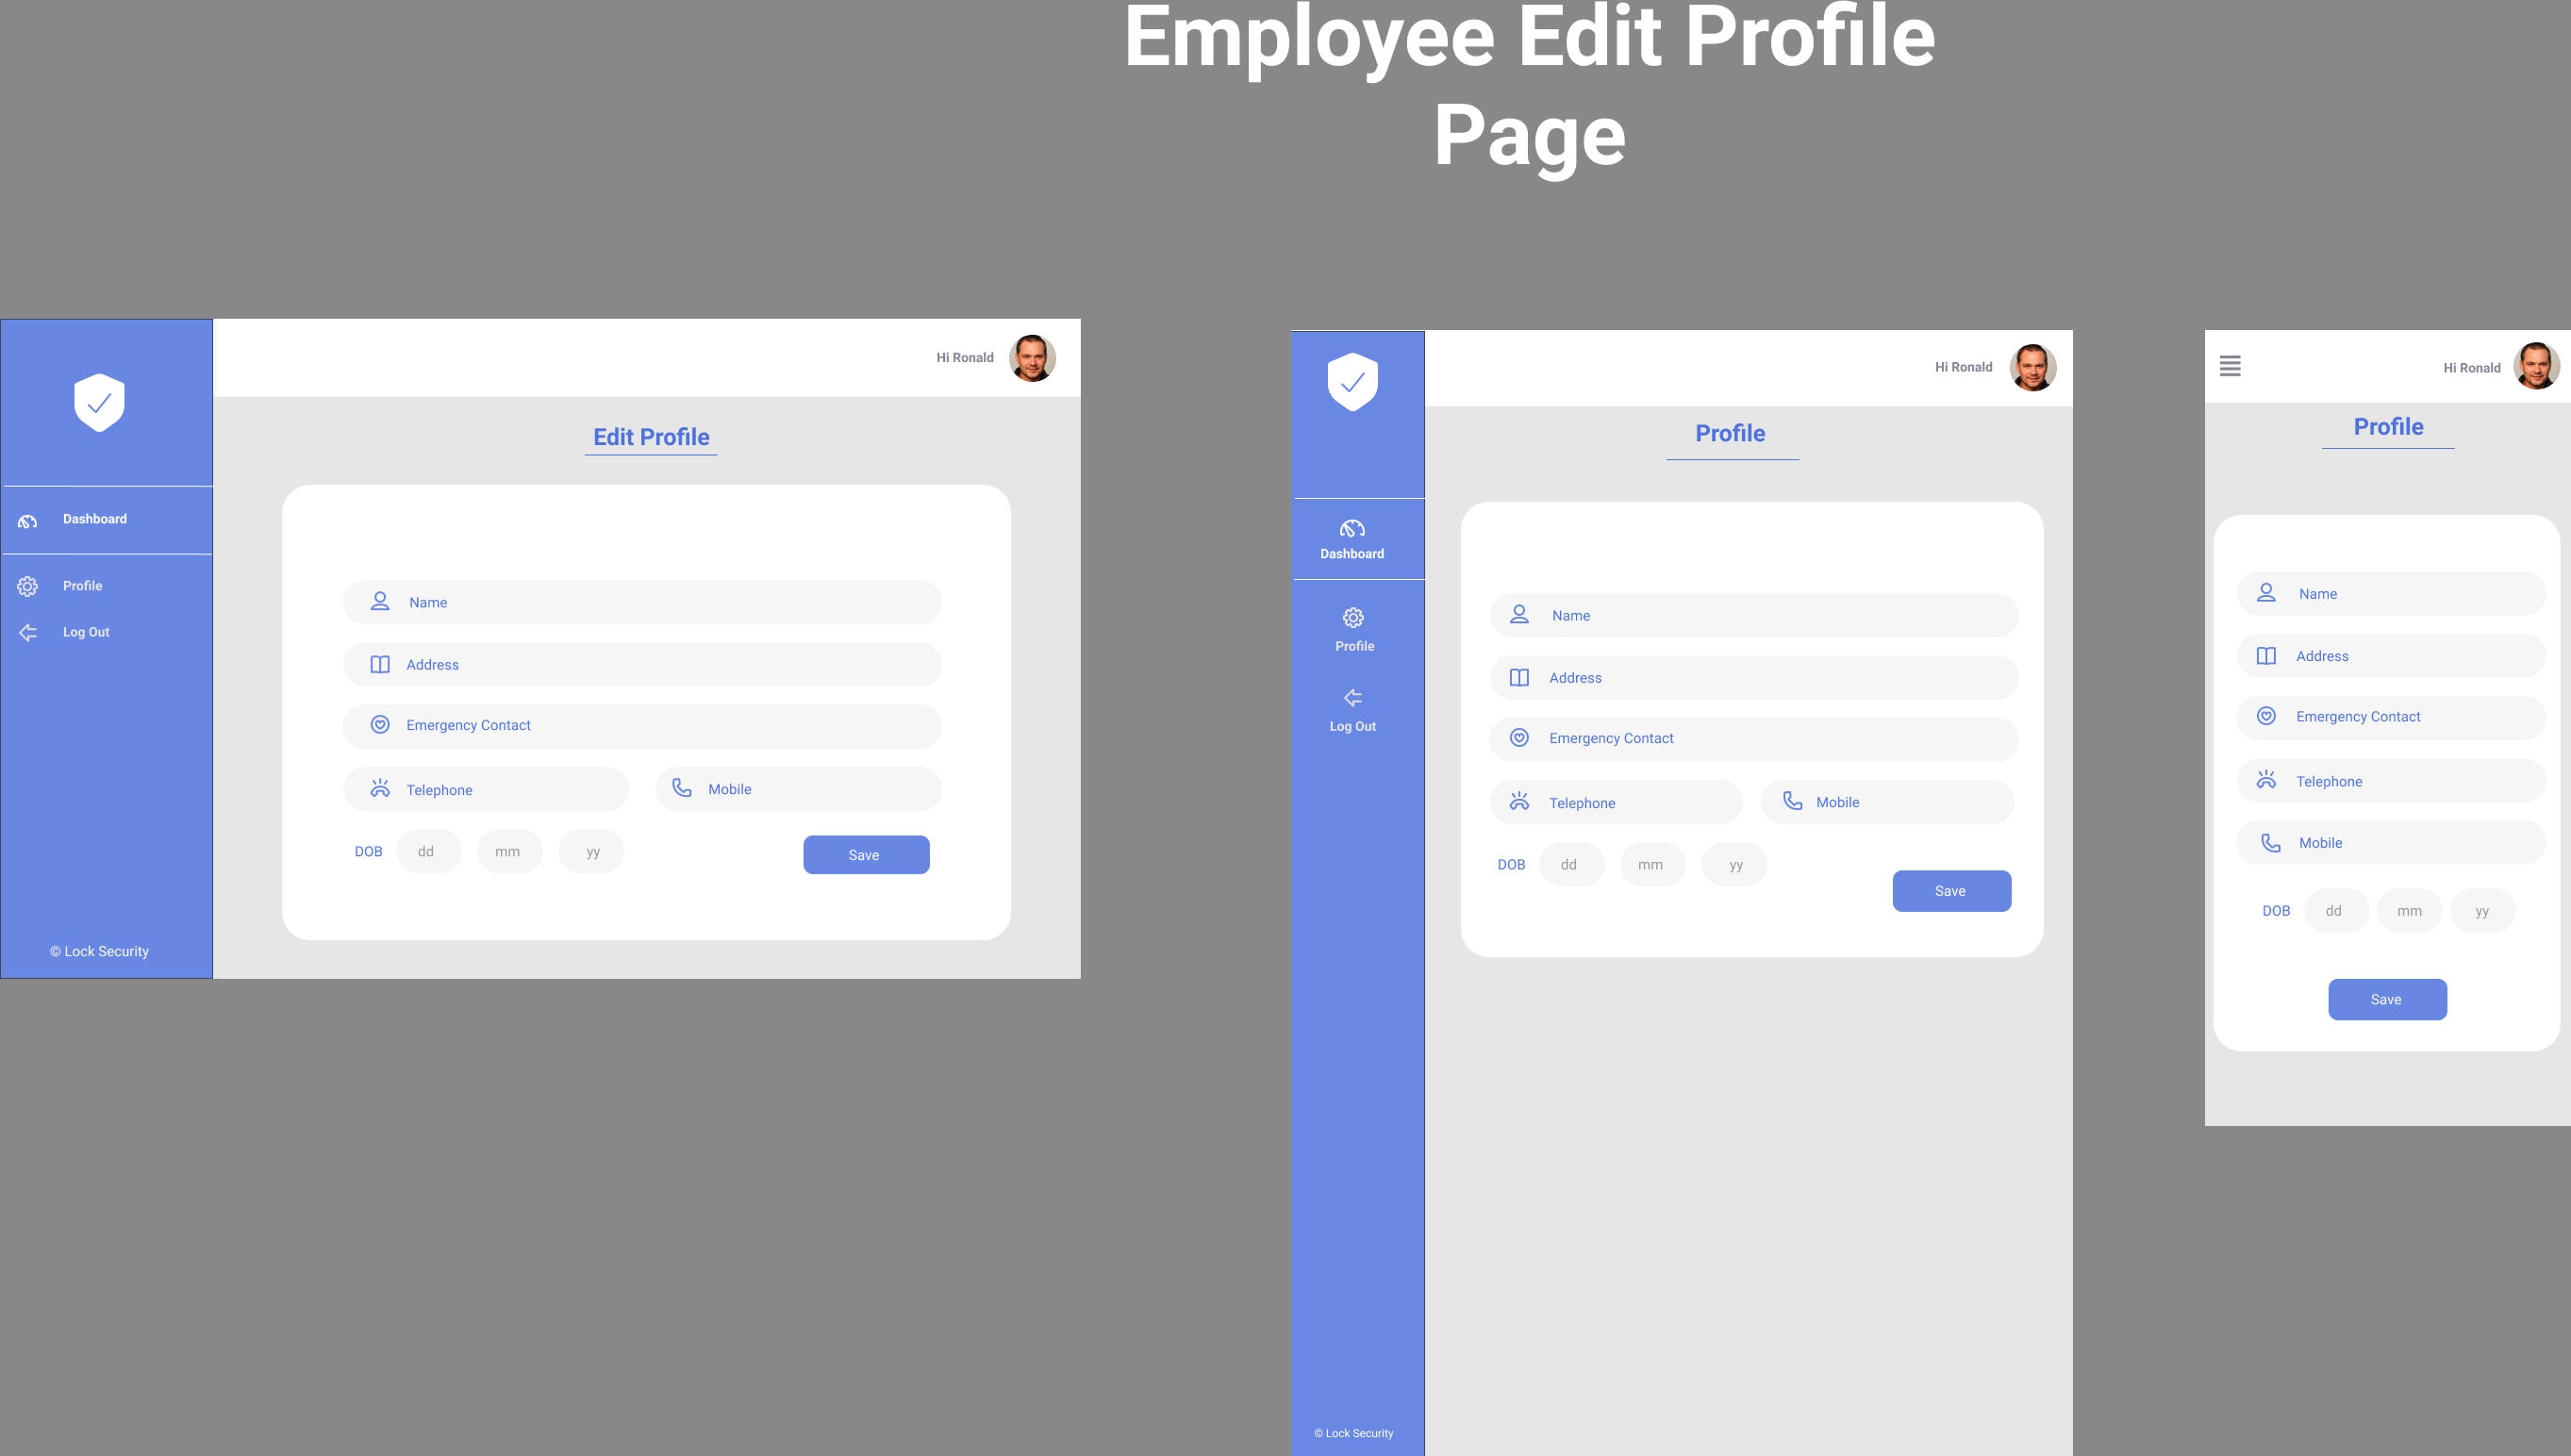 Employee Edit Profile
Page
Hi Ronald
Edit Profile
Dashboard
Profile
Log Out
Name
Address
Emergency Contact
Telephone
Mobile
DOB
dd
mm
yy
Save
© Lock Security
Hi Ronald
Profile
Dashboard
Profile
Log Out
Name
Address
Emergency Contact
Telephone
Mobile
DOB
dd
mm
yy
Save
© Lock Security
Hi Ronald
Profile
Name
Address
Emergency Contact
Telephone
Mobile
DOB
dd
mm
yy
Save